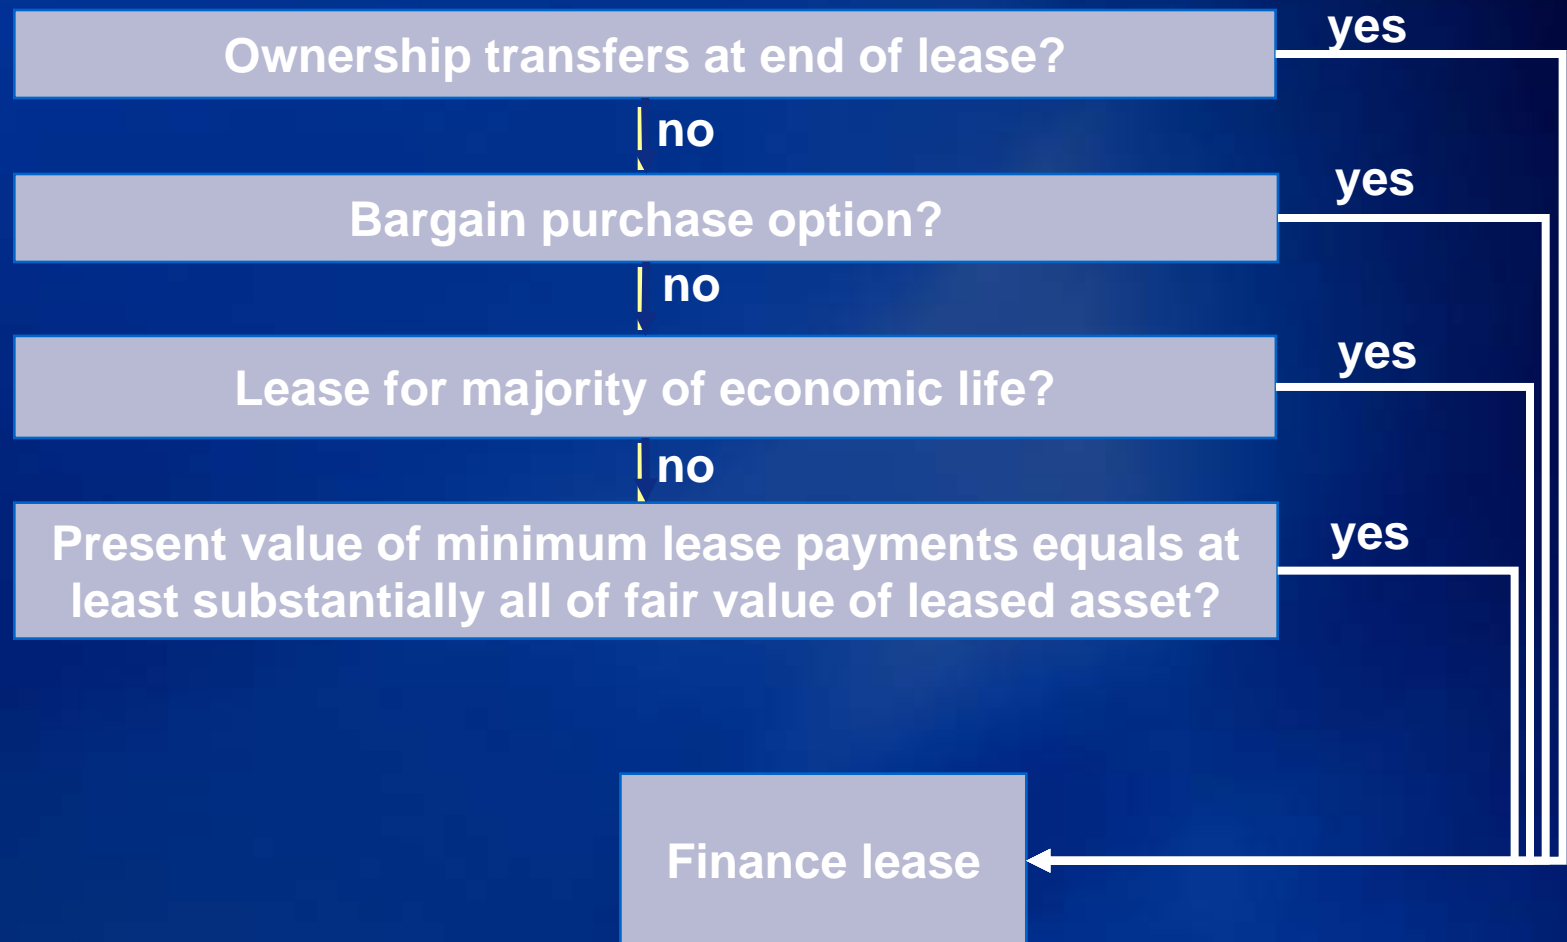 Ownership transfers at end of lease?
yes
no
Bargain purchase option?
yes
no
Lease for majority of economic life?
yes
no
Present value of minimum lease payments equals at
least substantially all of fair value of leased asset?
yes
Finance lease